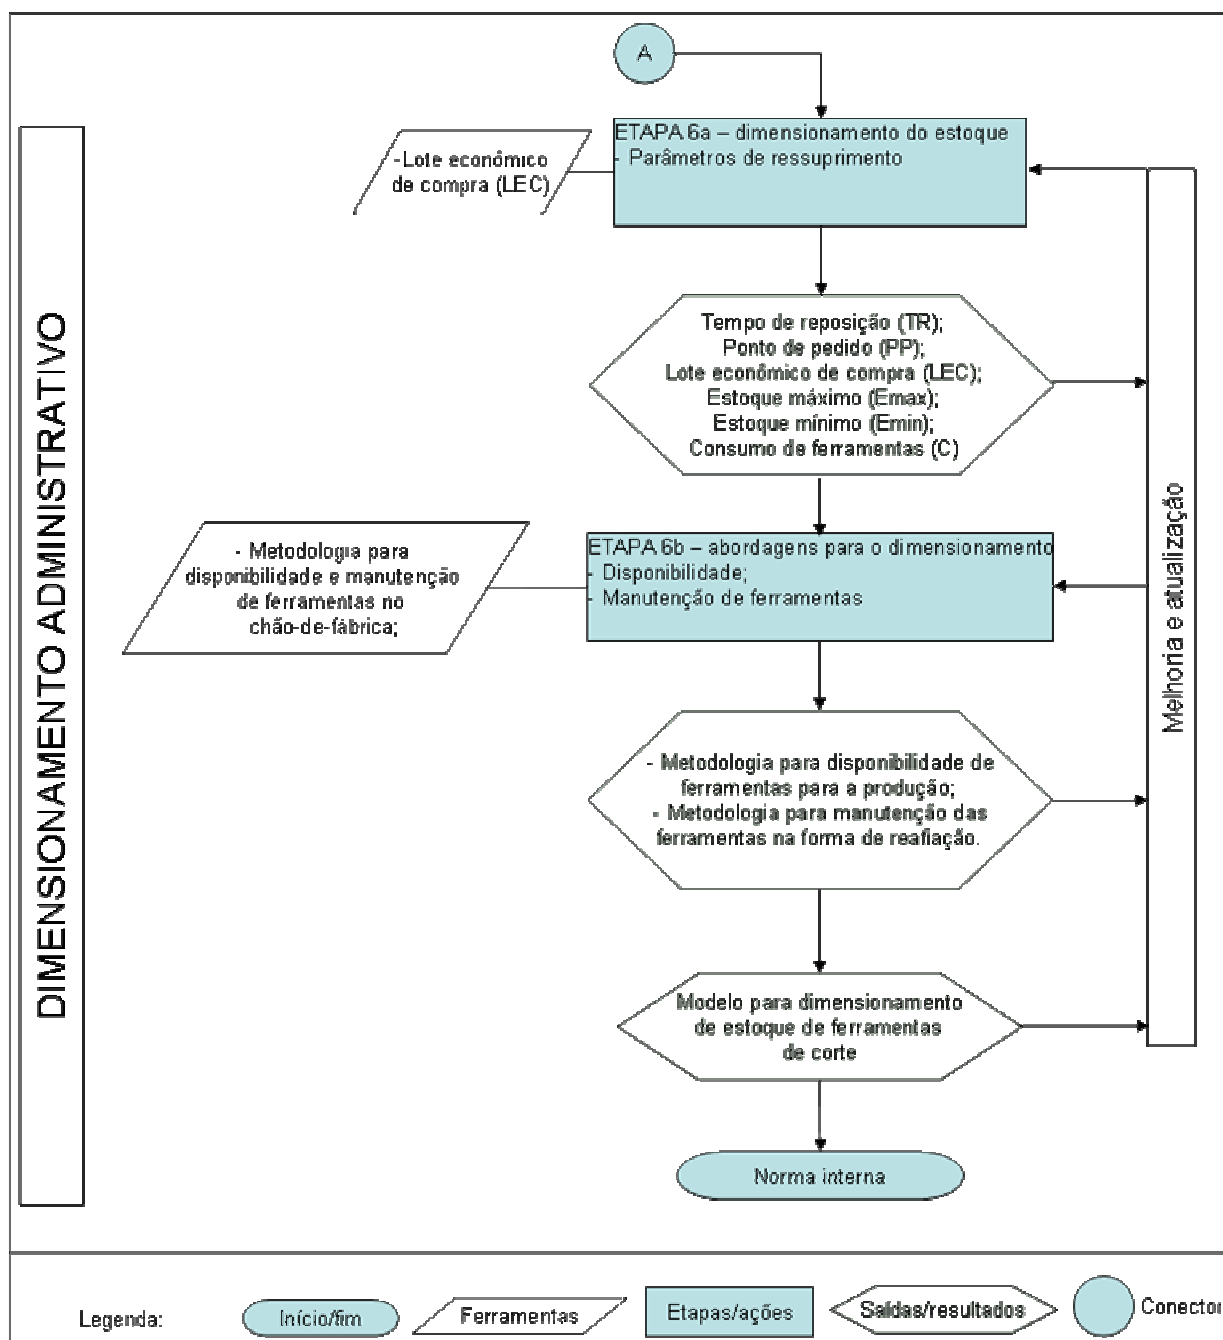 A
ETAPA 6a – dimensionamento do estoque
- Parâmetros de ressuprimento
-Lote econômico
de compra (LEC)
Tempo de reposição (TR);
Ponto de pedido (PP);
Lote econômico de compra (LEC);
Estoque máximo (Emax);
Estoque mínimo (Emin);
Consumo de ferramentas (C)
DIMENSIONAMENTO ADMINISTRATIVO
Melhoria e atualização
- Metodologia para
disponibilidade e manutenção
de ferramentas no
chão-de-fábrica;
ETAPA 6b – abordagens para o dimensionamento
- Disponibilidade;
- Manutenção de ferramentas
- Metodologia para disponibilidade de
ferramentas para a produção;
- Metodologia para manutenção das
ferramentas na forma de reafiação.
Modelo para dimensionamento
de estoque de ferramentas
de corte
Norma interna
Legenda:
Início/fim
Ferramentas
Etapas/ações
Saídas/resultados
Conector